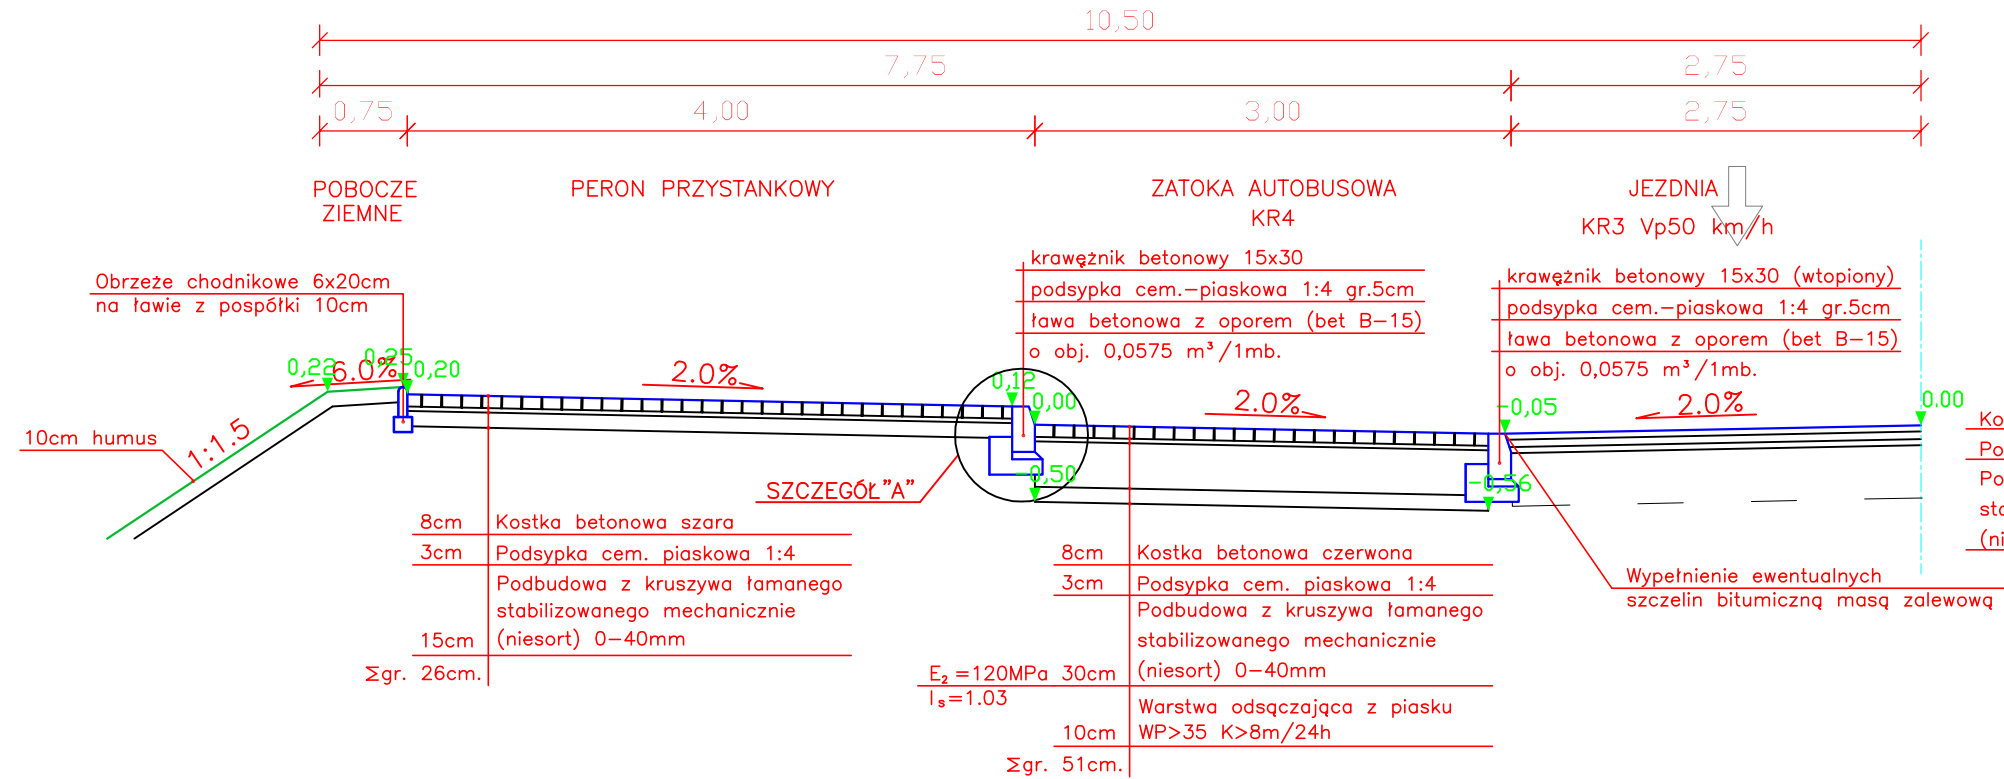 10,50
7,75
2,75
0,75
4,00
3,00
2,75
POBOCZE
ZIEMNE
PERON PRZYSTANKOWY
ZATOKA AUTOBUSOWA
KR4
JEZDNIA
KR3 Vp50 km/h
Obrzeże chodnikowe 6x20cm
na ławie z pospółki 10cm
krawężnik betonowy 15x30
podsypka cem.-piaskowa 1:4 gr.5cm
ława betonowa z oporem (bet B-15)
o obj. 0,0575 m³/1mb.
krawężnik betonowy 15x30 (wtopiony)
podsypka cem.-piaskowa 1:4 gr.5cm
ława betonowa z oporem (bet B-15)
o obj. 0,0575 m³/1mb.
0,22
0,25
6.0%
0,20
2.0%
0,12
0,00
2.0%
-0,05
2.0%
0.00
10cm humus
1:1.5
SZCZEGÓŁ"A"
-0,50
-0,56
8cm Kostka betonowa szara
3cm Podsypka cem. piaskowa 1:4
Podbudowa z kruszywa łamanego
stabilizowanego mechanicznie
15cm (niesort) 0-40mm
Σgr. 26cm.
8cm Kostka betonowa czerwona
3cm Podsypka cem. piaskowa 1:4
Podbudowa z kruszywa łamanego
stabilizowanego mechanicznie
E₂=120MPa 30cm (niesort) 0-40mm
Iₛ=1.03
Warstwa odsączająca z piasku
10cm WP>35 K>8m/24h
Σgr. 51cm.
Wypełnienie ewentualnych
szczelin bitumiczną masą zalewową
Ko
Po
Po
sta
(ni